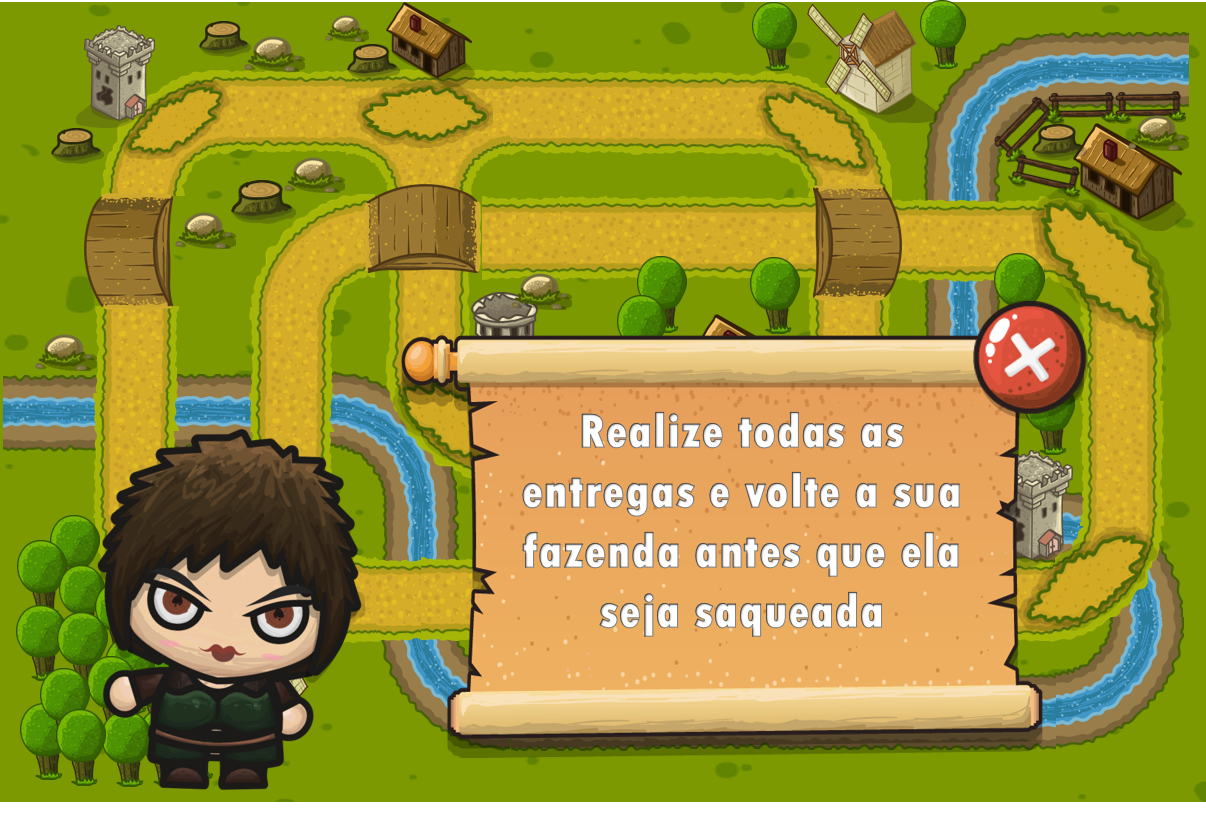 Realize todas as
entregas e volte a sua
fazenda antes que ela
seja saqueada